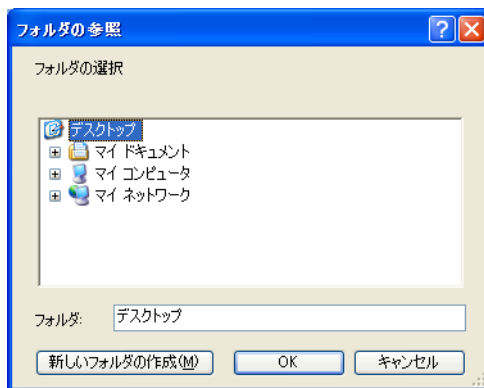 フォルダの参照
フォルダの選択
デスクトップ
マイ ドキュメント
マイ コンピュータ
マイ ネットワーク
フォルダ: デスクトップ
新しいフォルダの作成(M) OK キャンセル